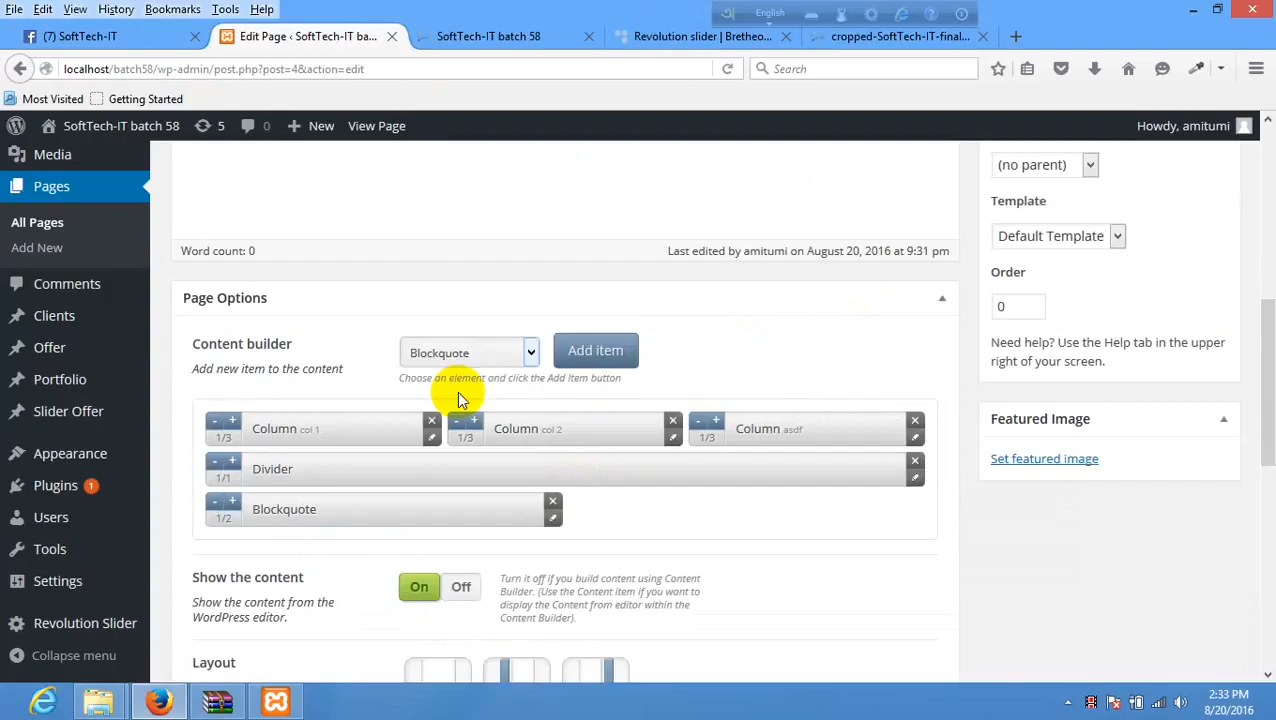 File Edit View History Bookmarks Tools Help
English
(7) SoftTech-IT
Edit Page ‹ SoftTech-IT ba...
SoftTech-IT batch 58
Revolution slider | Bretheo...
cropped-SoftTech-IT-final...
localhost/batch58/wp-admin/post.php?post=4&action=edit
Search
Most Visited
Getting Started
SoftTech-IT batch 58
5
0
New
View Page
Howdy, amitumi
Media
Pages
All Pages
Add New
Comments
Clients
Offer
Portfolio
Slider Offer
Appearance
Plugins 1
Users
Tools
Settings
Revolution Slider
Collapse menu
Word count: 0
Last edited by amitumi on August 20, 2016 at 9:31 pm
Page Options
Content builder
Add new item to the content
Blockquote
Add item
Choose an element and click the Add Item button
- + 1/3 Column col 1
- + 1/3 Column col 2
- + 1/3 Column asdf
- + 1/1 Divider
- + 1/2 Blockquote
Show the content
Show the content from the
WordPress editor.
On Off
Turn it off if you build content using Content
Builder. (Use the Content item if you want to
display the Content from editor within the
Content Builder).
Layout
(no parent)
Template
Default Template
Order
0
Need help? Use the Help tab in the upper
right of your screen.
Featured Image
Set featured image
2:33 PM
8/20/2016